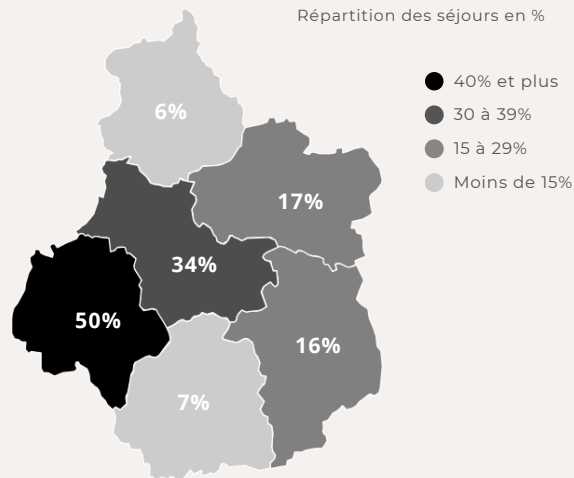 Répartition des séjours en %
40% et plus
30 à 39%
15 à 29%
Moins de 15%
6%
17%
34%
50%
16%
7%